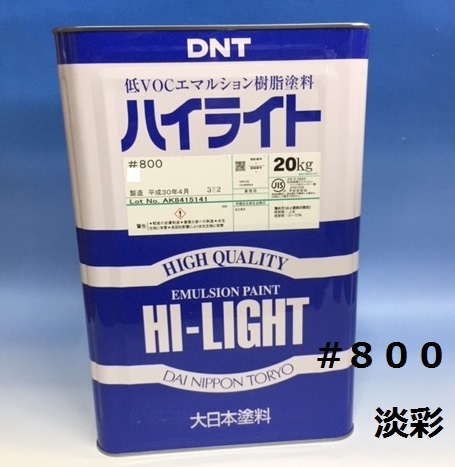 DNT
低VOCエマルション樹脂塗料
ハイライト
#800
20kg
製造 平成30年4月
Lot No. AK8415141
警告
JIS
HIGH QUALITY
EMULSION PAINT
HI-LIGHT
DAI NIPPON TORYO
大日本塗料
#800
淡彩